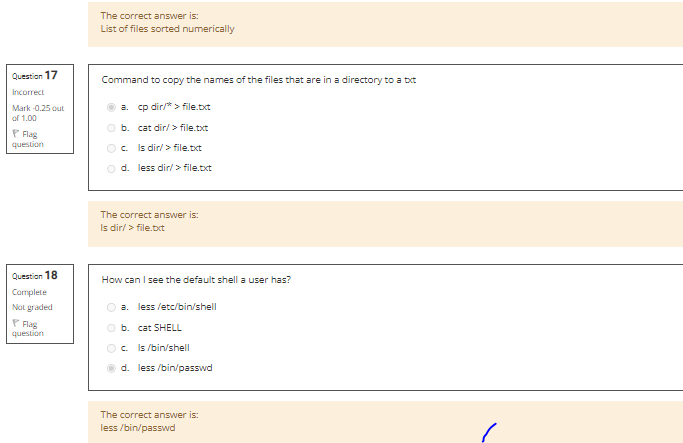 The correct answer is:
List of files sorted numerically
Question 17
Incorrect
Mark -0.25 out
of 1.00
Flag
question
Command to copy the names of the files that are in a directory to a txt
a. cp dir/* > file.txt
b. cat dir/ > file.txt
c. ls dir/ > file.txt
d. less dir/ > file.txt
The correct answer is:
ls dir/ > file.txt
Question 18
Complete
Not graded
Flag
question
How can I see the default shell a user has?
a. less /etc/bin/shell
b. cat SHELL
c. ls /bin/shell
d. less /bin/passwd
The correct answer is:
less /bin/passwd